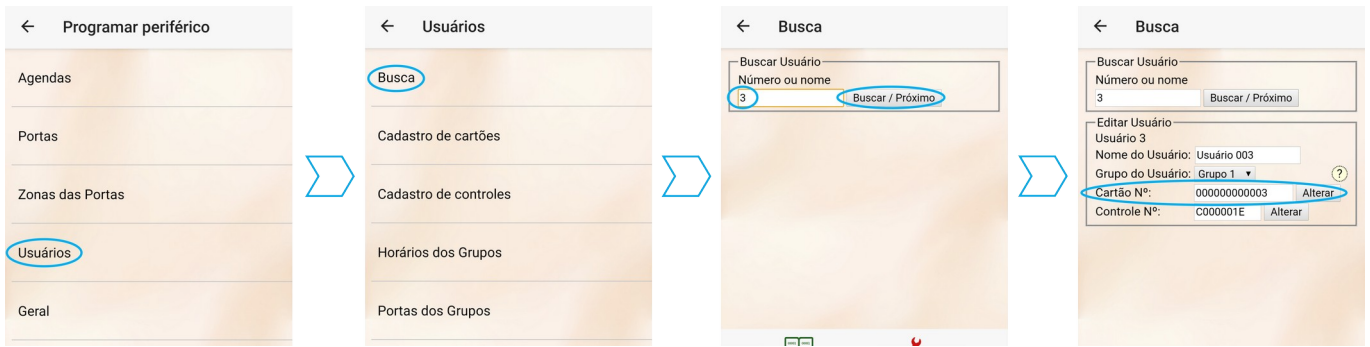 ← Programar periférico
Agendas
Portas
Zonas das Portas
Usuários
Geral
← Usuários
Busca
Cadastro de cartões
Cadastro de controles
Horários dos Grupos
Portas dos Grupos
← Busca
Buscar Usuário
Número ou nome
3 Buscar / Próximo
← Busca
Buscar Usuário
Número ou nome
3 Buscar / Próximo
Editar Usuário
Usuário 3
Nome do Usuário: Usuário 003
Grupo do Usuário: Grupo 1 ▼ ?
Cartão Nº: 000000000003 Alterar
Controle Nº: C000001E Alterar